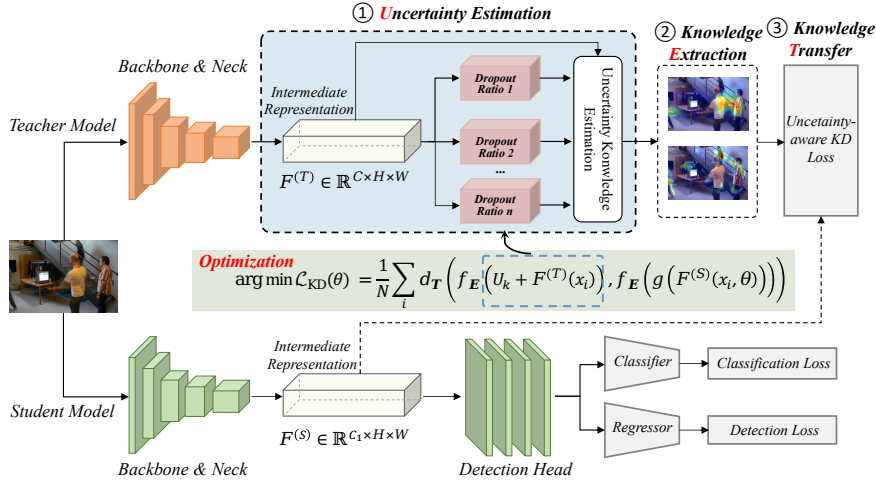 ① Uncertainty Estimation
② Knowledge
Extraction
③ Knowledge
Transfer
Backbone & Neck
Teacher Model
Intermediate
Representation
F^(T) ∈ ℝ^{C×H×W}
Dropout
Ratio 1
Dropout
Ratio 2
...
Dropout
Ratio n
Uncertainty Konwledge
Estimation
Uncetainty-
aware KD
Loss
Optimization
arg min ℒ_KD(θ) = 1/N ∑_i d_T (f_E (U_k + F^(T)(x_i)), f_E (g (F^(S)(x_i, θ))))
Intermediate
Representation
Student Model
F^(S) ∈ ℝ^{c_1×H×W}
Backbone & Neck
Detection Head
Classifier
Classification Loss
Regressor
Detection Loss